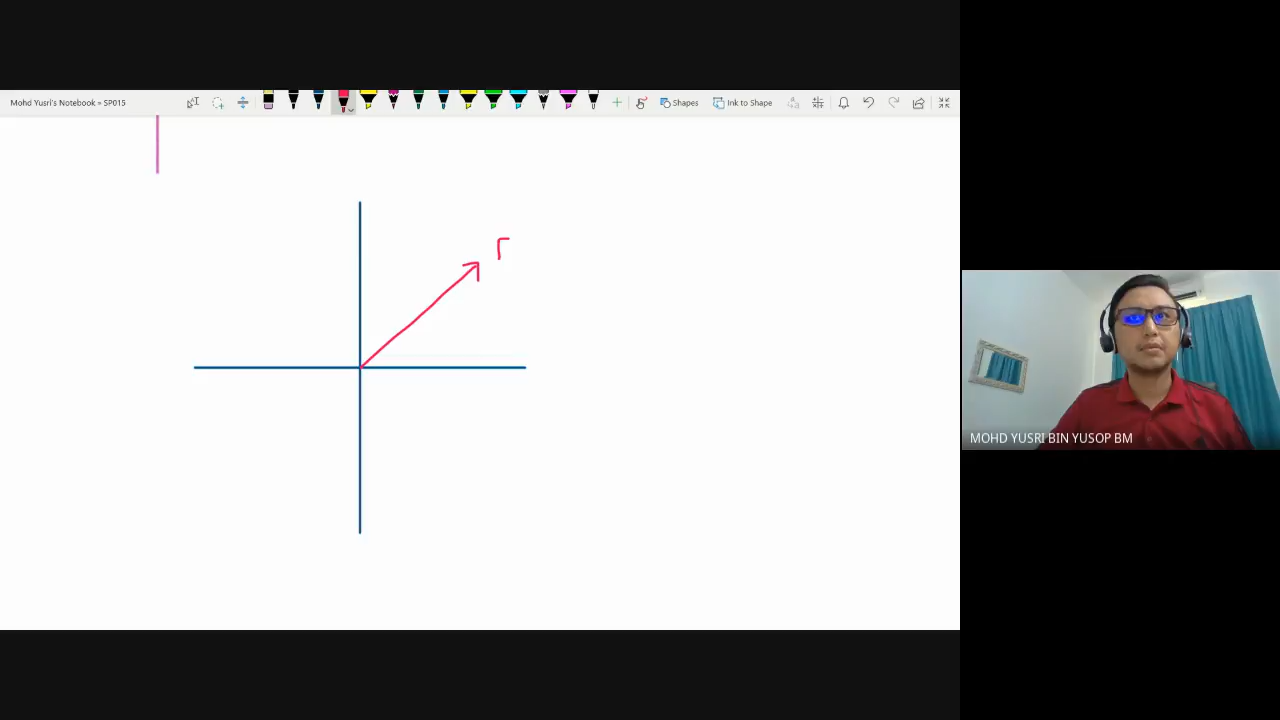 Mohd Yusri's Notebook » SP015
Shapes
Ink to Shape
r
MOHD YUSRI BIN YUSOP BM